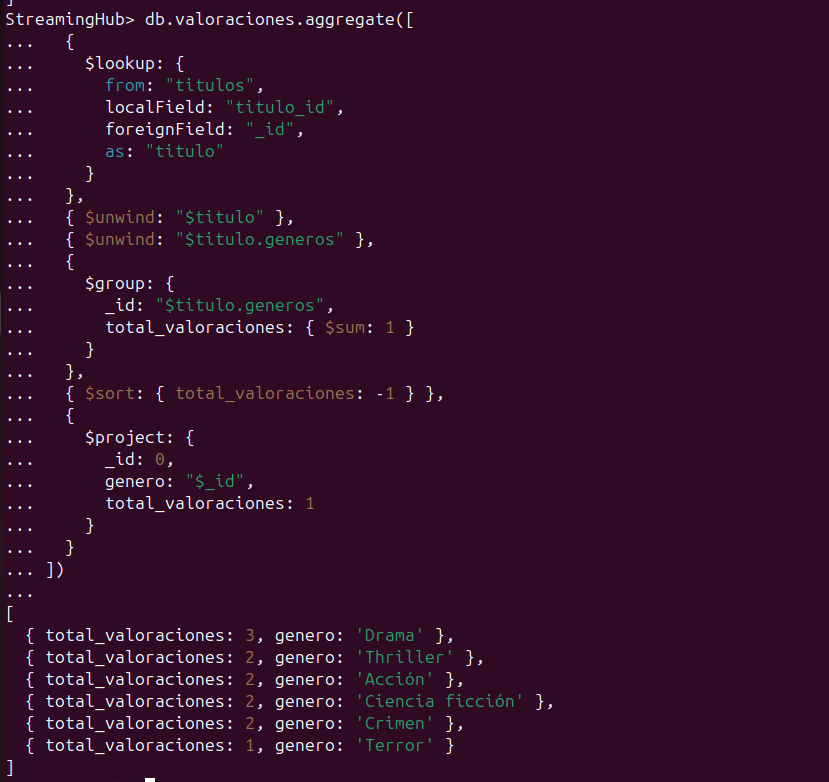 ]
StreamingHub> db.valoraciones.aggregate([
...   {
...     $lookup: {
...       from: "titulos",
...       localField: "titulo_id",
...       foreignField: "_id",
...       as: "titulo"
...     }
...   },
...   { $unwind: "$titulo" },
...   { $unwind: "$titulo.generos" },
...   {
...     $group: {
...       _id: "$titulo.generos",
...       total_valoraciones: { $sum: 1 }
...     }
...   },
...   { $sort: { total_valoraciones: -1 } },
...   {
...     $project: {
...       _id: 0,
...       genero: "$_id",
...       total_valoraciones: 1
...     }
...   }
... ])
...
[
  { total_valoraciones: 3, genero: 'Drama' },
  { total_valoraciones: 2, genero: 'Thriller' },
  { total_valoraciones: 2, genero: 'Acción' },
  { total_valoraciones: 2, genero: 'Ciencia ficción' },
  { total_valoraciones: 2, genero: 'Crimen' },
  { total_valoraciones: 1, genero: 'Terror' }
]